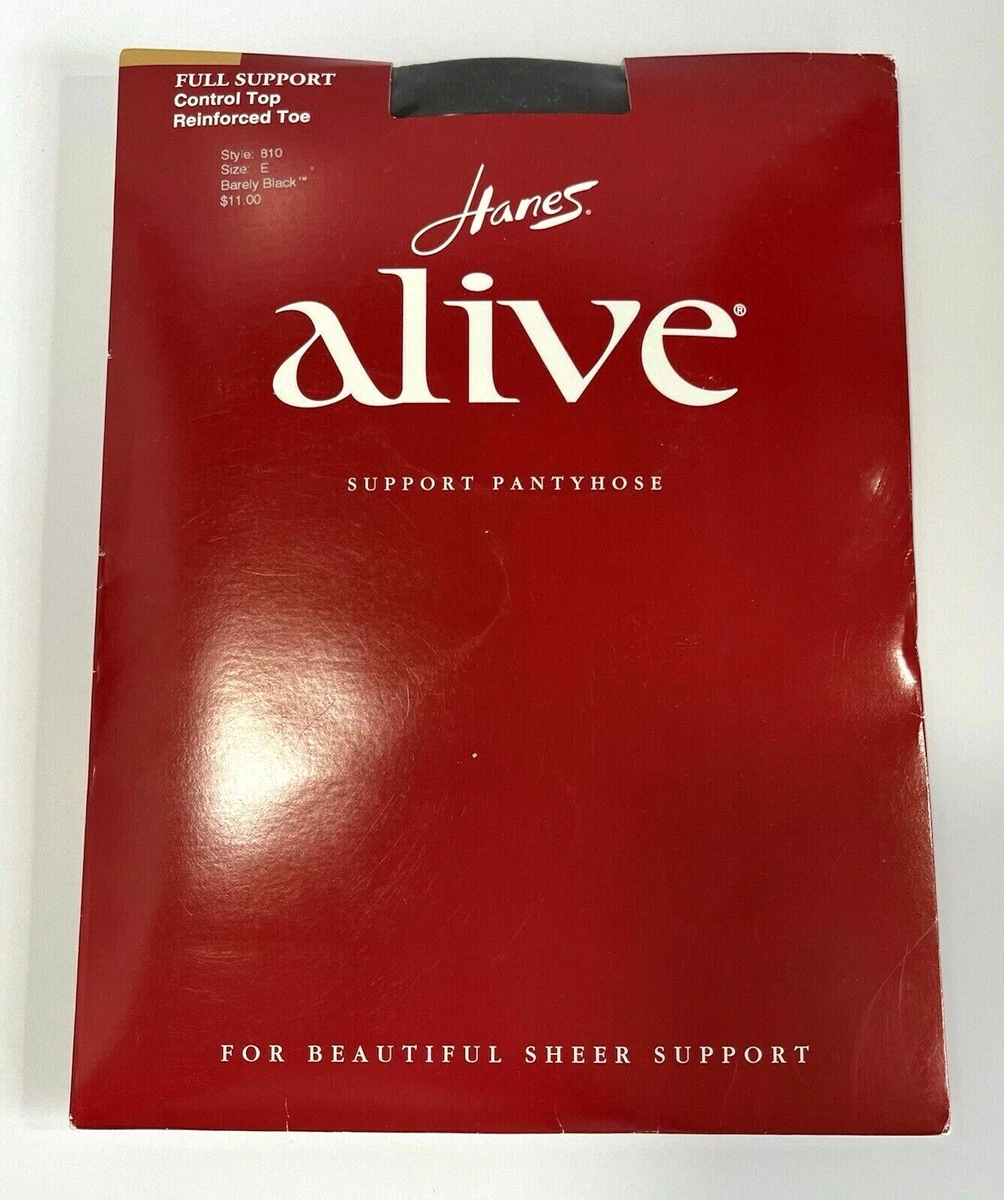 FULL SUPPORT
Control Top
Reinforced Toe
Style: 810
Size: E
Barely Black™
$11.00
Hanes®
alive®
SUPPORT PANTYHOSE
FOR BEAUTIFUL SHEER SUPPORT